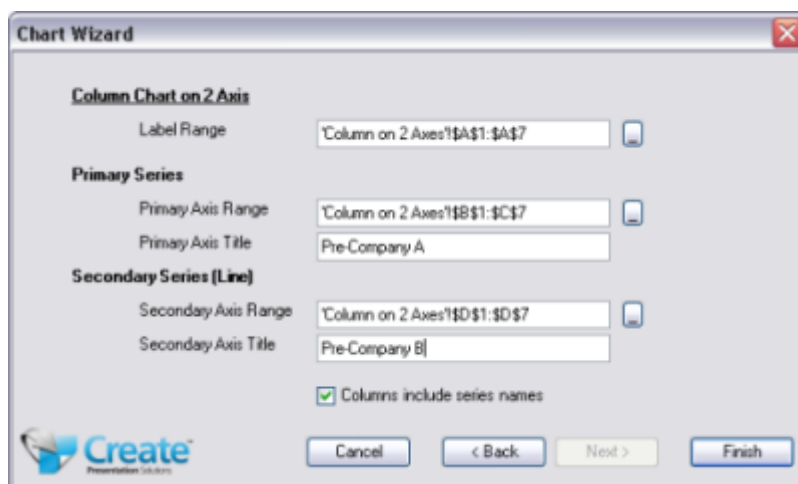 Chart Wizard
Column Chart on 2 Axis
Label Range 'Column on 2 Axes'!$A$1:$A$7
Primary Series
Primary Axis Range 'Column on 2 Axes'!$B$1:$C$7
Primary Axis Title Pre-Company A
Secondary Series (Line)
Secondary Axis Range 'Column on 2 Axes'!$D$1:$D$7
Secondary Axis Title Pre-Company B
Columns include series names
Create
Presentation Solutions
Cancel < Back Next > Finish